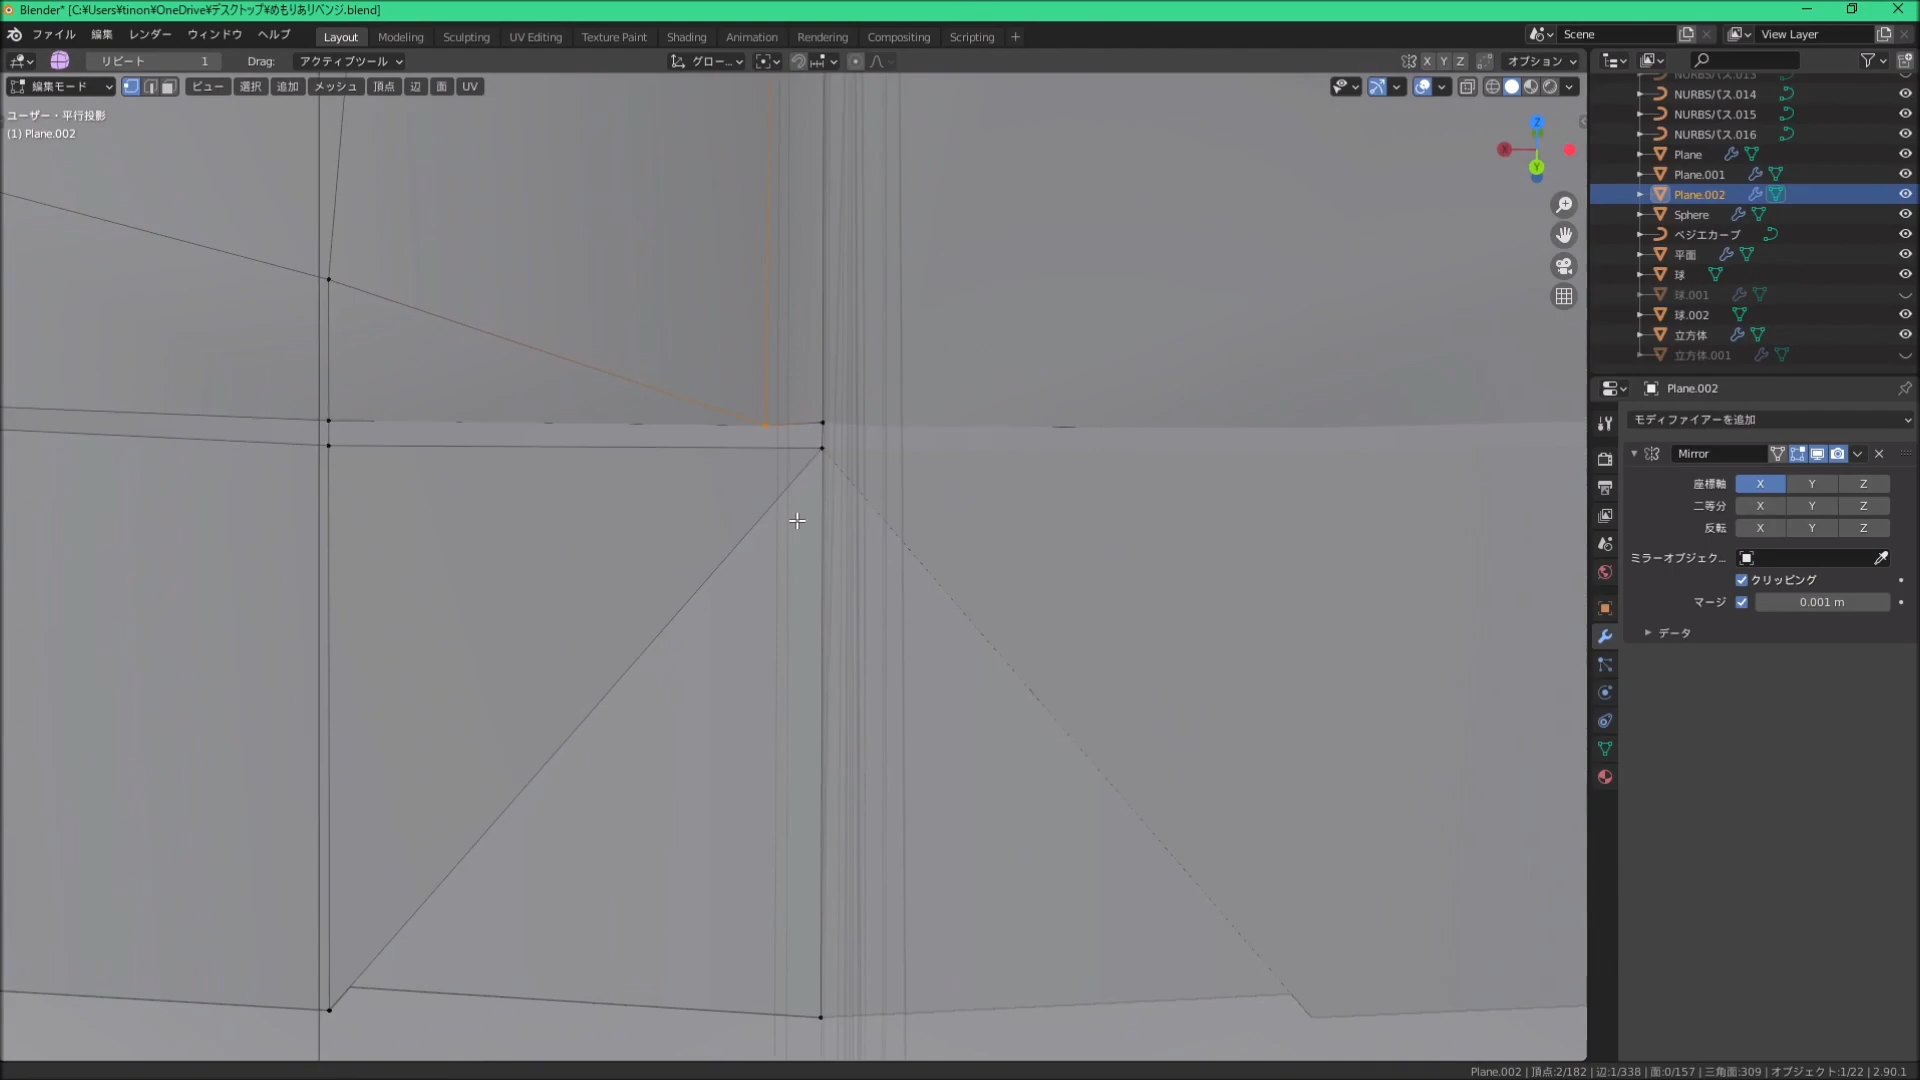 Blender* [C:¥Users¥tinon¥OneDrive¥デスクトップ¥めもりありベンジ.blend]
ファイル 編集 レンダー ウィンドウ ヘルプ Layout Modeling Sculpting UV Editing Texture Paint Shading Animation Rendering Compositing Scripting + Scene View Layer
リピート 1 Drag: アクティブツール グロー... X Y Z オプション
編集モード ビュー 選択 追加 メッシュ 頂点 辺 面 UV
ユーザー・平行投影
(1) Plane.002
Z
X
Y
NURBSパス.013
NURBSパス.014
NURBSパス.015
NURBSパス.016
Plane
Plane.001
Plane.002
Sphere
ベジエカーブ
平面
球
球.001
球.002
立方体
立方体.001
Plane.002
モディファイアーを追加
Mirror
座標軸 X Y Z
二等分 X Y Z
反転 X Y Z
ミラーオブジェク...
クリッピング
マージ 0.001 m
データ
Plane.002 | 頂点:2/182 | 辺:1/338 | 面:0/157 | 三角面:309 | オブジェクト:1/22 | 2.90.1